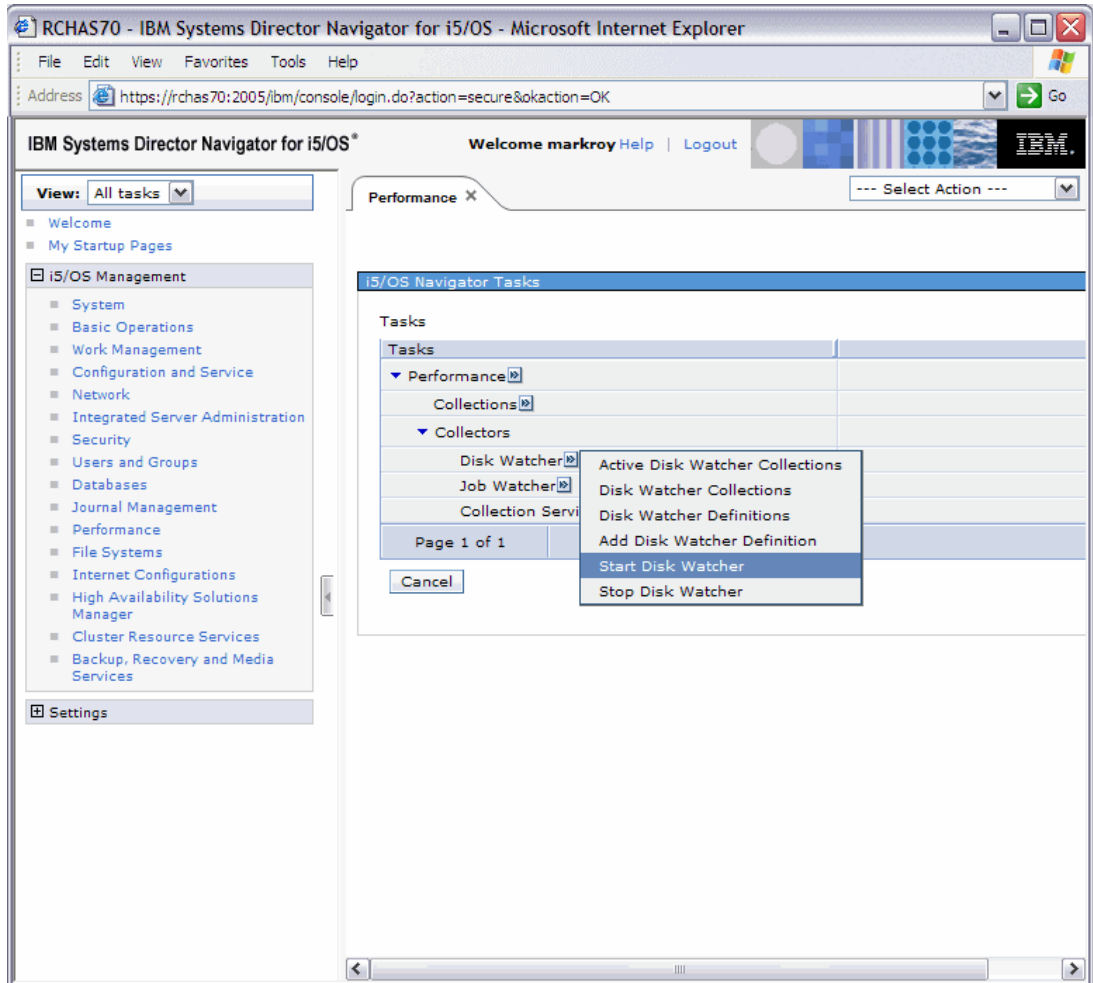 RCHAS70 - IBM Systems Director Navigator for i5/OS - Microsoft Internet Explorer
File Edit View Favorites Tools Help
Address https://rchas70:2005/ibm/console/login.do?action=secure&okaction=OK Go
IBM Systems Director Navigator for i5/OS® Welcome markroy Help | Logout IBM.
View: All tasks
Performance X
--- Select Action ---
Welcome
My Startup Pages
i5/OS Management
System
Basic Operations
Work Management
Configuration and Service
Network
Integrated Server Administration
Security
Users and Groups
Databases
Journal Management
Performance
File Systems
Internet Configurations
High Availability Solutions
Manager
Cluster Resource Services
Backup, Recovery and Media
Services
Settings
i5/OS Navigator Tasks
Tasks
Tasks
Performance
Collections
Collectors
Disk Watcher
Job Watcher
Collection Servi
Page 1 of 1
Cancel
Active Disk Watcher Collections
Disk Watcher Collections
Disk Watcher Definitions
Add Disk Watcher Definition
Start Disk Watcher
Stop Disk Watcher